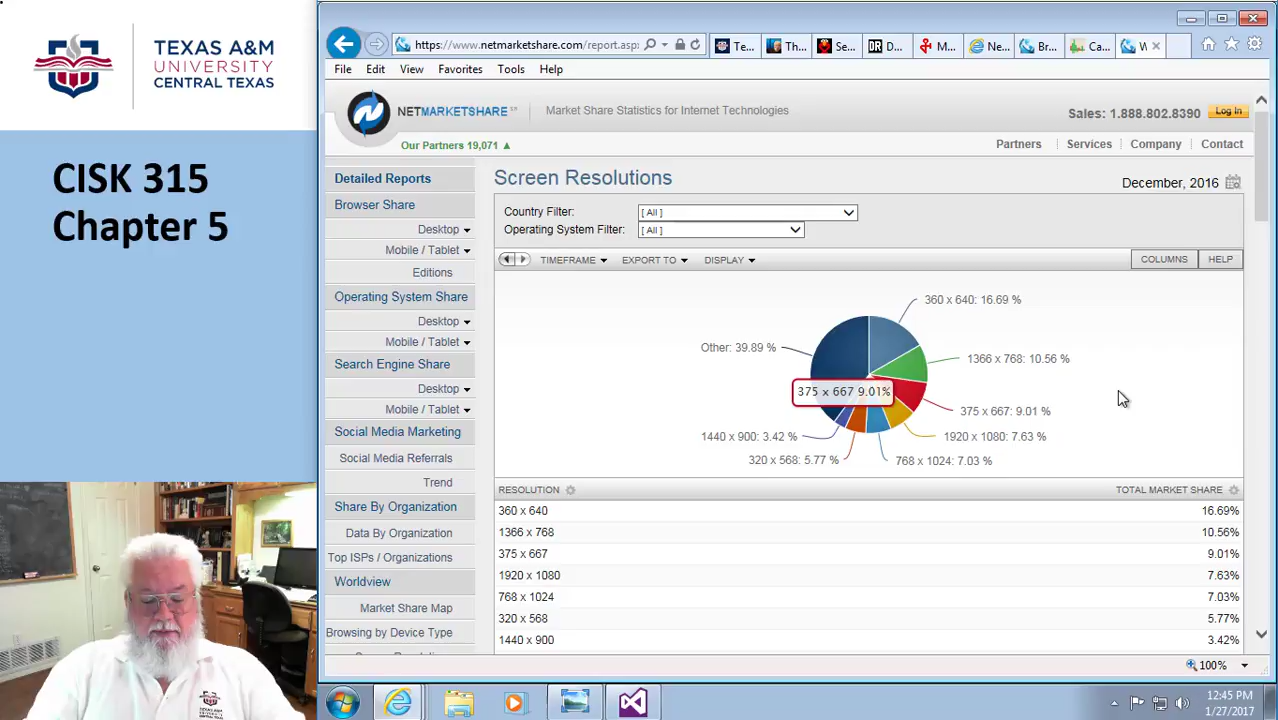 TEXAS A&M
UNIVERSITY
CENTRAL TEXAS
CISK 315
Chapter 5
https://www.netmarketshare.com/report.asp
Te...
Th...
Se...
D...
M...
Ne...
Br...
Ca...
W
File Edit View Favorites Tools Help
NETMARKETSHARE
Market Share Statistics for Internet Technologies
Sales: 1.888.802.8390
Log In
Our Partners 19,071 ▲
Partners Services Company Contact
Detailed Reports
Browser Share
Desktop
Mobile / Tablet
Editions
Operating System Share
Desktop
Mobile / Tablet
Search Engine Share
Desktop
Mobile / Tablet
Social Media Marketing
Social Media Referrals
Trend
Share By Organization
Data By Organization
Top ISPs / Organizations
Worldview
Market Share Map
Browsing by Device Type
Screen Resolutions
December, 2016
Country Filter: [ All ]
Operating System Filter: [ All ]
TIMEFRAME EXPORT TO DISPLAY
COLUMNS HELP
360 x 640: 16.69 %
Other: 39.89 %
1366 x 768: 10.56 %
375 x 667 9.01%
375 x 667: 9.01 %
1440 x 900: 3.42 %
1920 x 1080: 7.63 %
320 x 568: 5.77 %
768 x 1024: 7.03 %
RESOLUTION TOTAL MARKET SHARE
360 x 640 16.69%
1366 x 768 10.56%
375 x 667 9.01%
1920 x 1080 7.63%
768 x 1024 7.03%
320 x 568 5.77%
1440 x 900 3.42%
100%
12:45 PM
1/27/2017